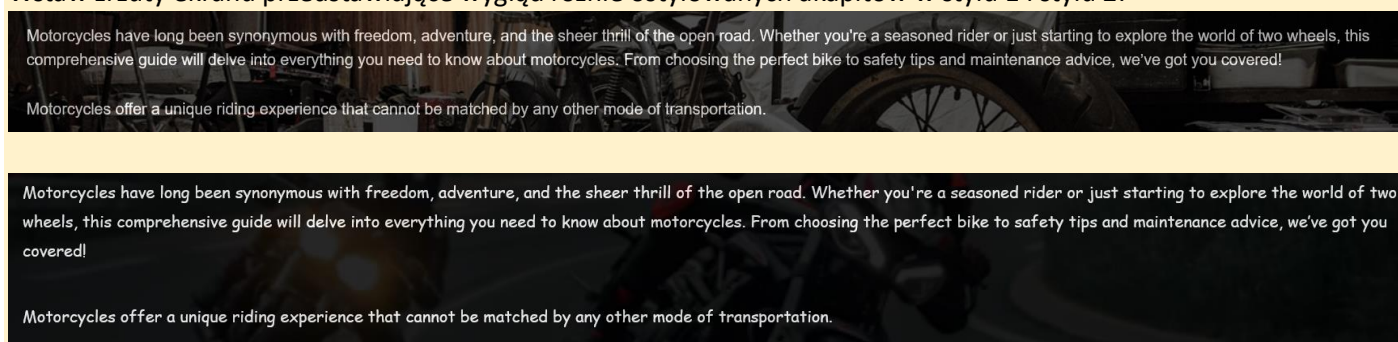 Motorcycles have long been synonymous with freedom, adventure, and the sheer thrill of the open road. Whether you're a seasoned rider or just starting to explore the world of two wheels, this
comprehensive guide will delve into everything you need to know about motorcycles. From choosing the perfect bike to safety tips and maintenance advice, we've got you covered!
Motorcycles offer a unique riding experience that cannot be matched by any other mode of transportation.
Motorcycles have long been synonymous with freedom, adventure, and the sheer thrill of the open road. Whether you're a seasoned rider or just starting to explore the world of two
wheels, this comprehensive guide will delve into everything you need to know about motorcycles. From choosing the perfect bike to safety tips and maintenance advice, we've got you
covered!
Motorcycles offer a unique riding experience that cannot be matched by any other mode of transportation.